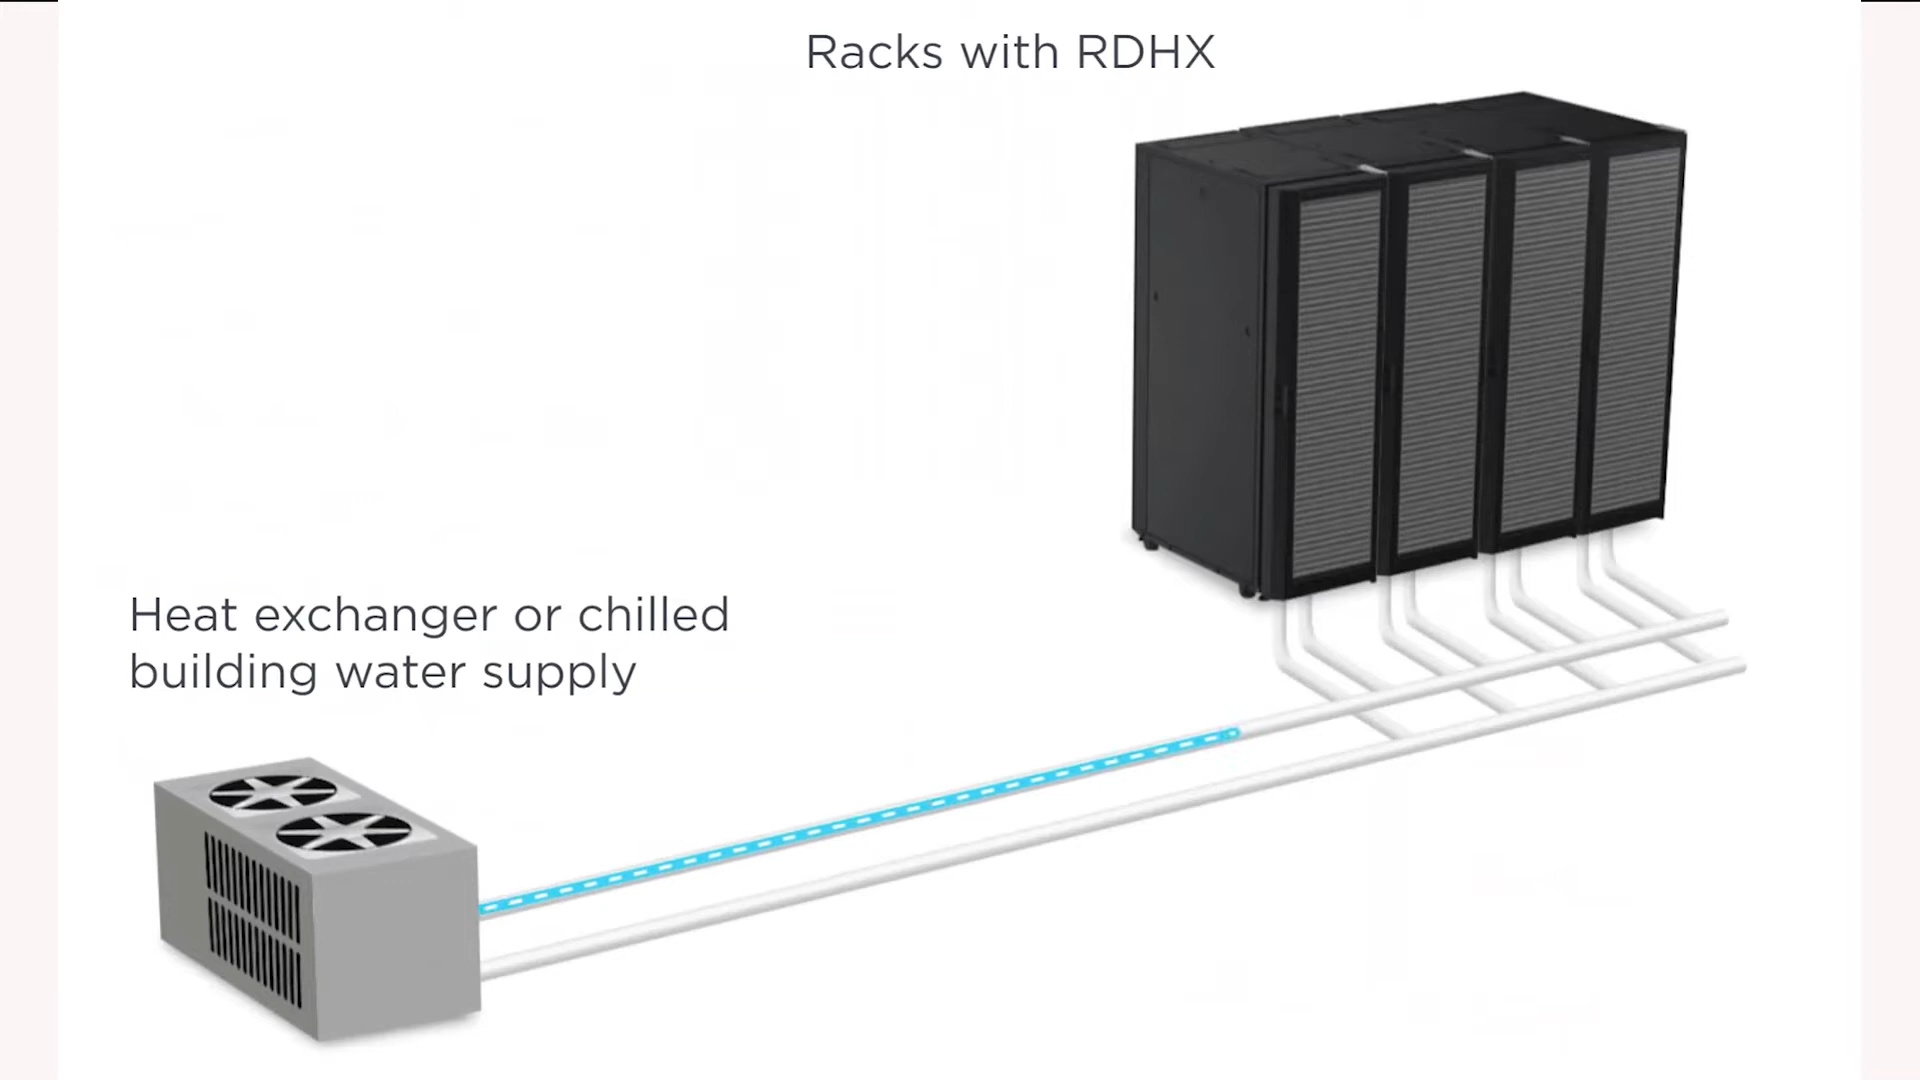 Racks with RDHX
Heat exchanger or chilled
building water supply